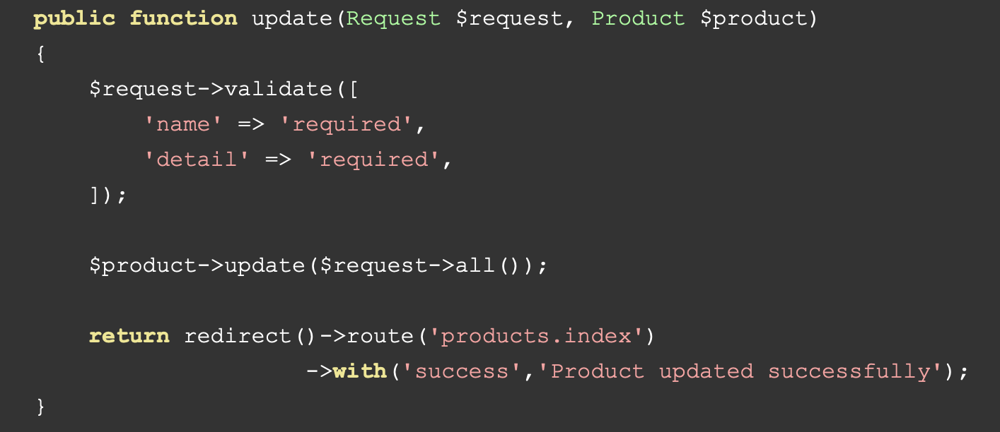 public function update(Request $request, Product $product)
{
    $request->validate([
        'name' => 'required',
        'detail' => 'required',
    ]);

    $product->update($request->all());

    return redirect()->route('products.index')
                    ->with('success','Product updated successfully');
}